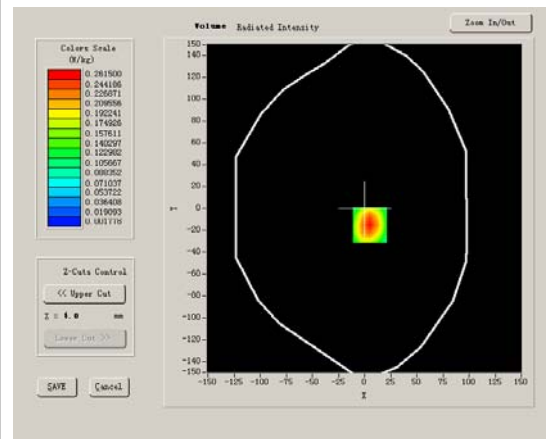 Volume Radiated Intensity
Zoom In/Out
Colors Scale
(W/kg)
0.261500
0.244186
0.226871
0.209556
0.192241
0.174926
0.157611
0.140297
0.122982
0.105667
0.088352
0.071037
0.053722
0.036408
0.019093
0.001778
Z-Cuts Control
<< Upper Cut
Z = 4.0 mm
Lower Cut >>
SAVE Cancel
150
140
120
100
80
60
40
20
0
-20
-40
-60
-80
-100
-120
-140
-150
Y
-150 -125 -100 -75 -50 -25 0 25 50 75 100 125 150
X